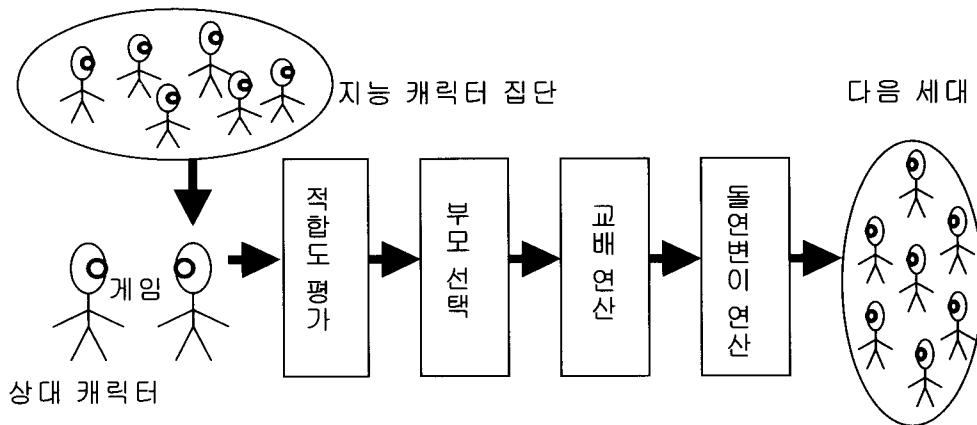 지능 캐릭터 집단
다음 세대
게임
상대 캐릭터
적합도 평가
부모 선택
교배 연산
돌연변이 연산